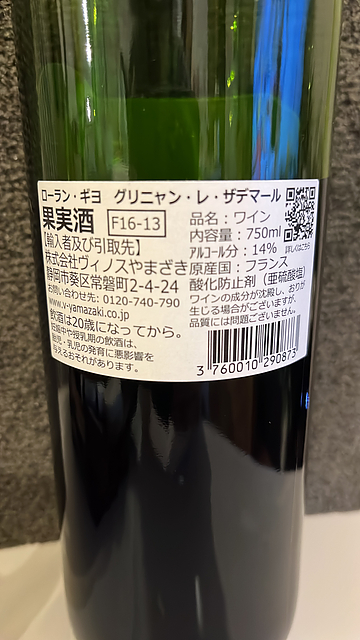 ローラン・ギヨ グリニャン・レ・ザデマール
果実酒 F16-13
【輸入者及び引取先】
株式会社ヴィノスやまざき
静岡市葵区常磐町2-4-24
お問い合わせ先: 0120-740-790
www.v-yamazaki.co.jp
飲酒は20歳になってから。
妊娠中や授乳期の飲酒は、
胎児・乳児の発育に悪影響を
与えるおそれがあります。
品名：ワイン
内容量：750ml
アルコール分：14%
詳しくはこちら
原産国：フランス
酸化防止剤（亜硫酸塩）
ワインの成分が沈殿し、おりが
生じる場合がございますが、
品質には問題ございません。
3 760010 290873